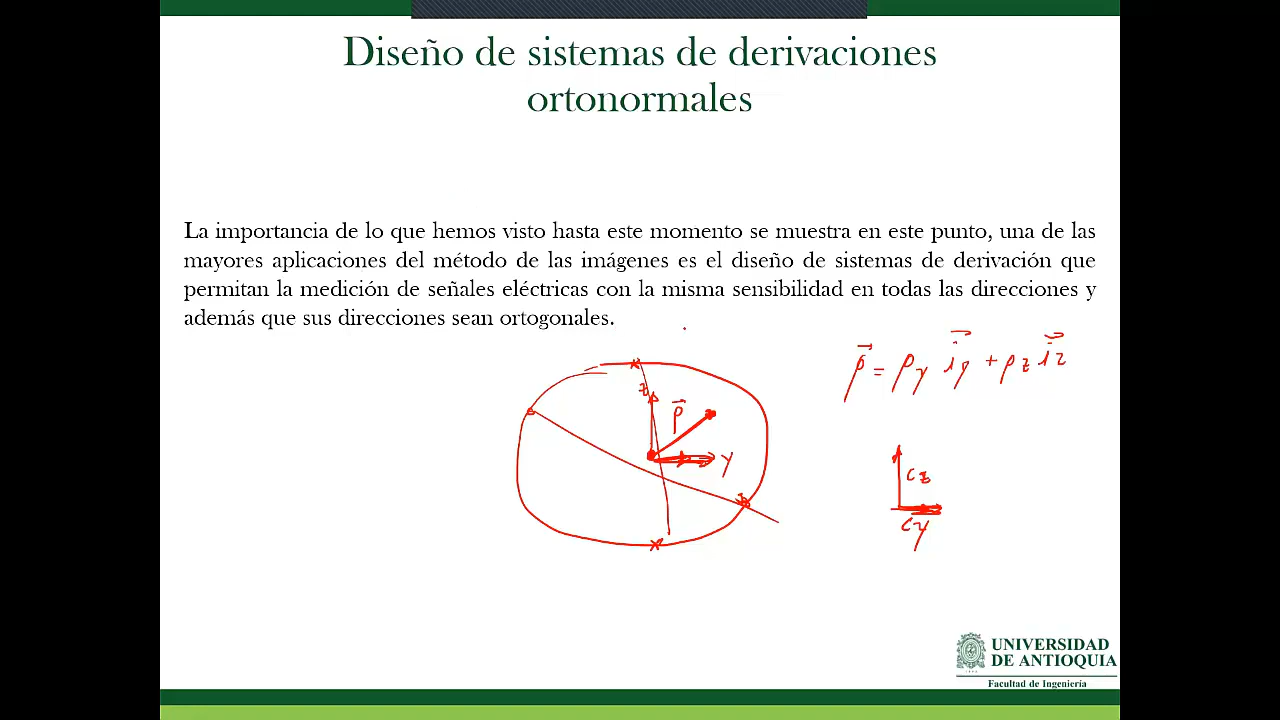 Diseño de sistemas de derivaciones
ortonormales
La importancia de lo que hemos visto hasta este momento se muestra en este punto, una de las
mayores aplicaciones del método de las imágenes es el diseño de sistemas de derivación que
permitan la medición de señales eléctricas con la misma sensibilidad en todas las direcciones y
además que sus direcciones sean ortogonales.
p = py iy + pz iz
z
p
y
cz
cy
UNIVERSIDAD
DE ANTIOQUIA
Facultad de Ingeniería